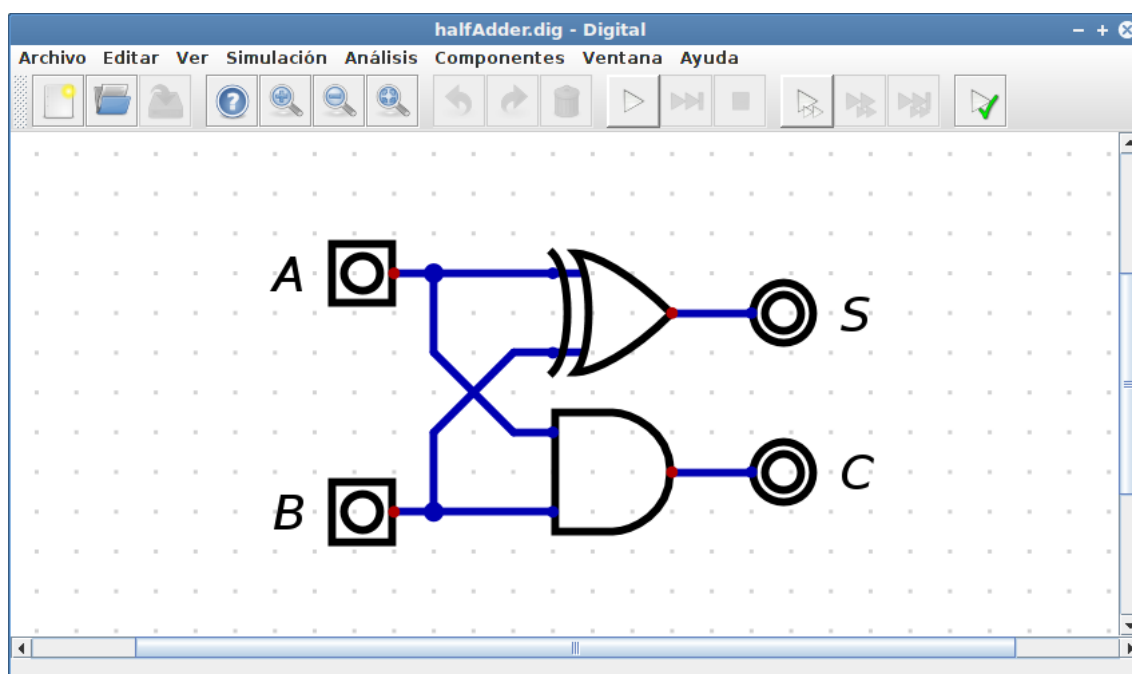 halfAdder.dig - Digital
Archivo Editar Ver Simulación Análisis Componentes Ventana Ayuda
A
S
B
C